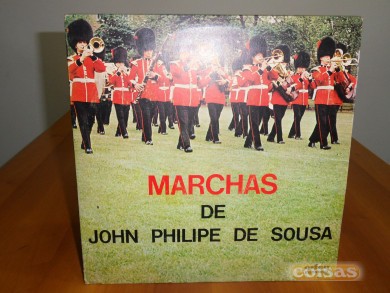 MARCHAS
DE
JOHN PHILIPE DE SOUSA
coisas